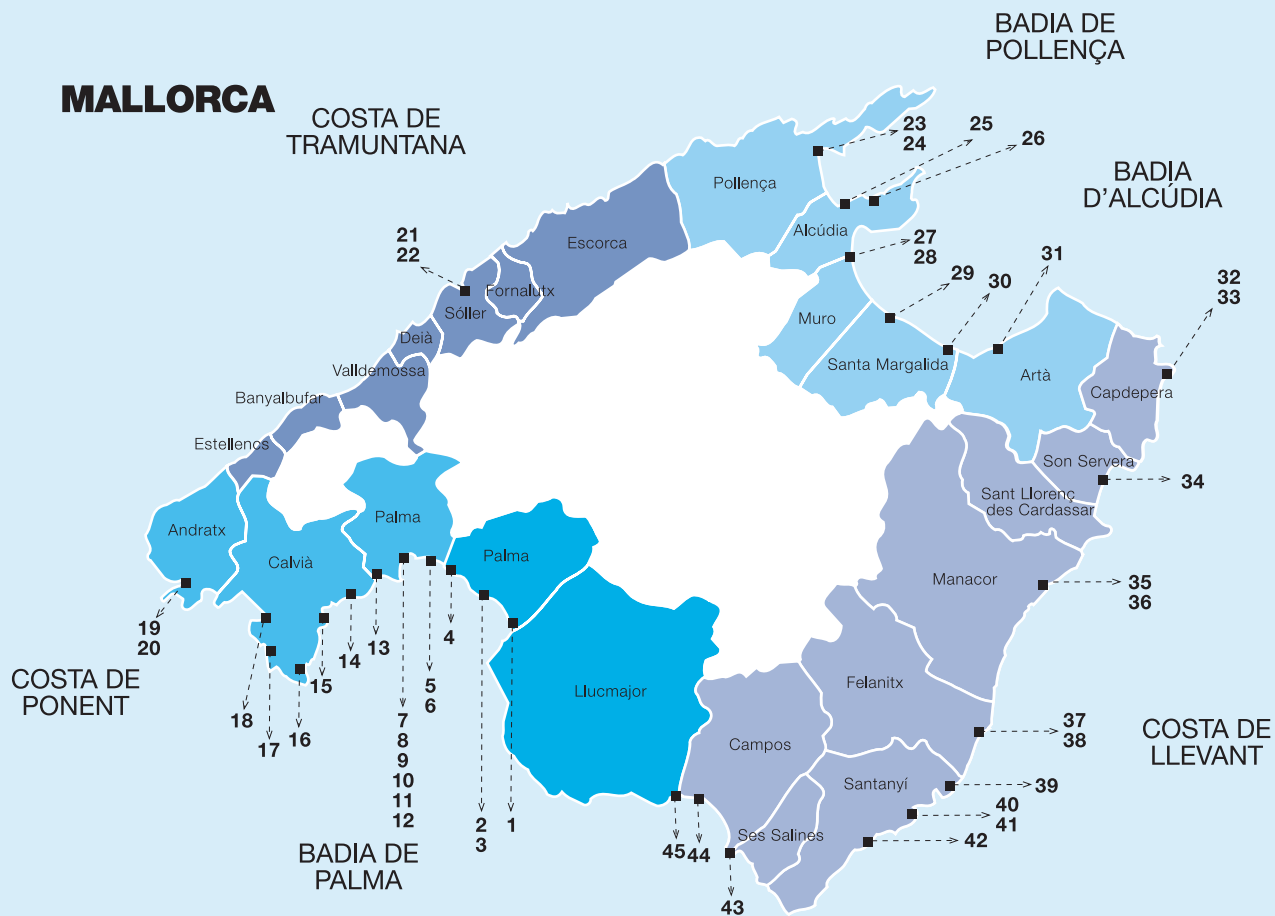 BADIA DE
POLLENÇA
MALLORCA
COSTA DE
TRAMUNTANA
23
24
25
26
BADIA
D'ALCÚDIA
Pollença
Alcúdia
Escorca
21
22
27
28
29
30
31
32
33
Fornalutx
Sóller
Muro
Deià
Valldemossa
Santa Margalida
Artà
Capdepera
Banyalbufar
Estellencs
Son Servera
34
Sant Llorenç
des Cardassar
Palma
Andratx
Calvià
Palma
Manacor
35
36
19
20
13
4
14
15
COSTA DE
PONENT
18
17
16
5
6
7
8
9
10
11
12
2
3
1
Llucmajor
Felanitx
Campos
37
38
COSTA DE
LLEVANT
Santanyí
39
40
41
42
Ses Salines
45
44
43
BADIA DE
PALMA